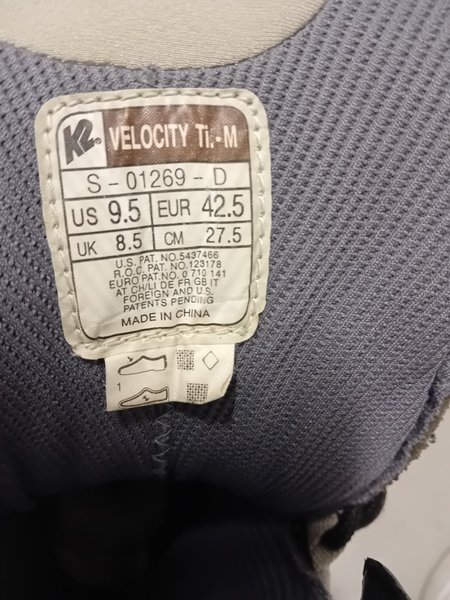 K2 VELOCITY Ti.-M
S-01269-D
US 9.5 EUR 42.5
UK 8.5 CM 27.5
U.S. PAT. NO.5437466
R.O.C. PAT. NO.123178
EURO PAT.NO. 0 710 141
AT CH/LI DE FR GB IT
FOREIGN AND U.S.
PATENTS PENDING
MADE IN CHINA
1